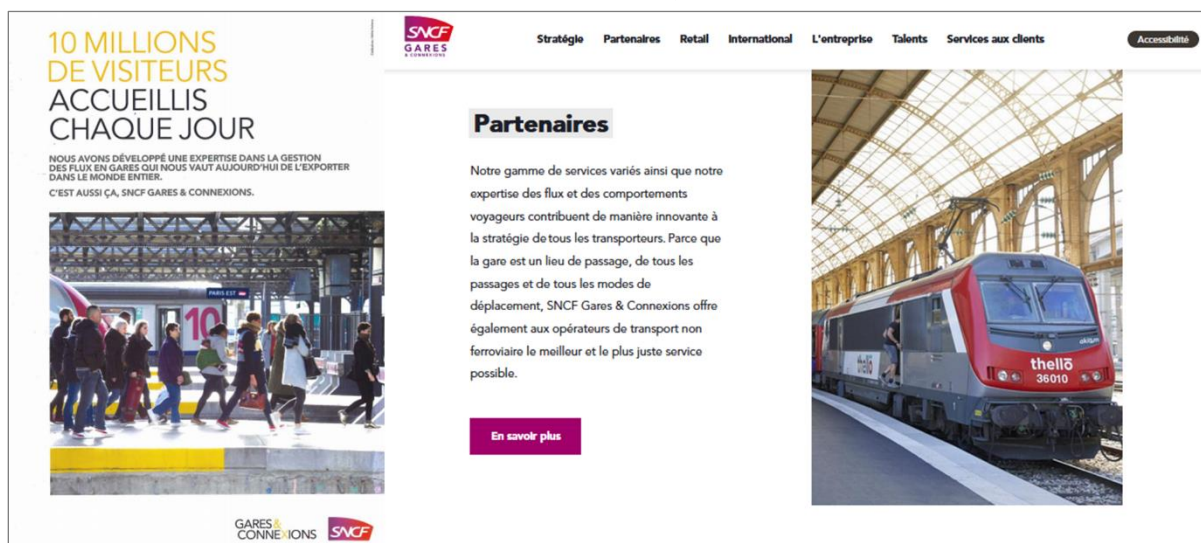 10 MILLIONS
DE VISITEURS
ACCUEILLIS
CHAQUE JOUR
NOUS AVONS DÉVELOPPÉ UNE EXPERTISE DANS LA GESTION
DES FLUX EN GARES QUI NOUS VAUT AUJOURD'HUI DE L'EXPORTER
DANS LE MONDE ENTIER.
C'EST AUSSI ÇA, SNCF GARES & CONNEXIONS.
PARIS EST
10
GARES &
CONNEXIONS
SNCF
SNCF
GARES
& CONNEXIONS
Stratégie Partenaires Retail International L'entreprise Talents Services aux clients
Accessibilité
Partenaires
Notre gamme de services variés ainsi que notre
expertise des flux et des comportements
voyageurs contribuent de manière innovante à
la stratégie de tous les transporteurs. Parce que
la gare est un lieu de passage, de tous les
passages et de tous les modes de
déplacement, SNCF Gares & Connexions offre
également aux opérateurs de transport non
ferroviaire le meilleur et le plus juste service
possible.
En savoir plus
thello
thellō
36010